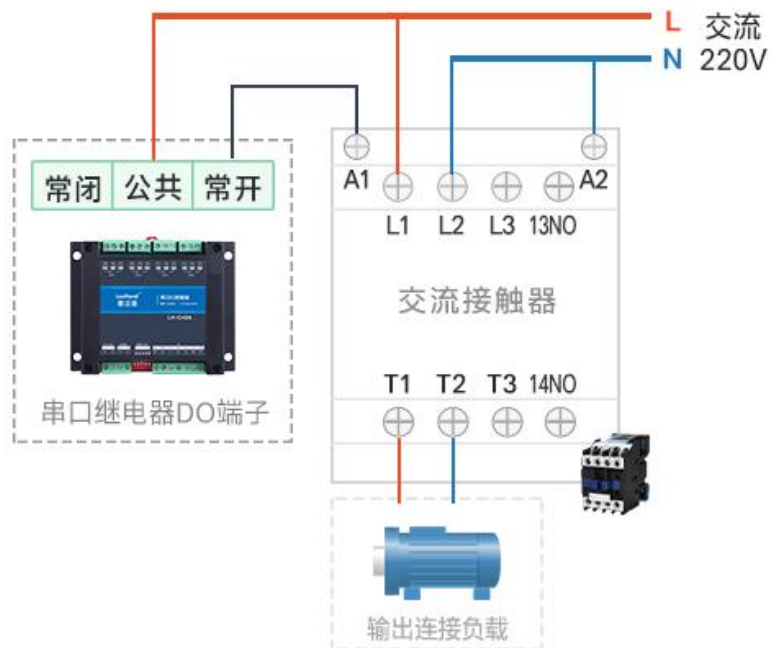 L 交流
N 220V
常闭 公共 常开
A1 A2
L1 L2 L3 13NO
交流接触器
T1 T2 T3 14NO
串口继电器DO端子
输出连接负载